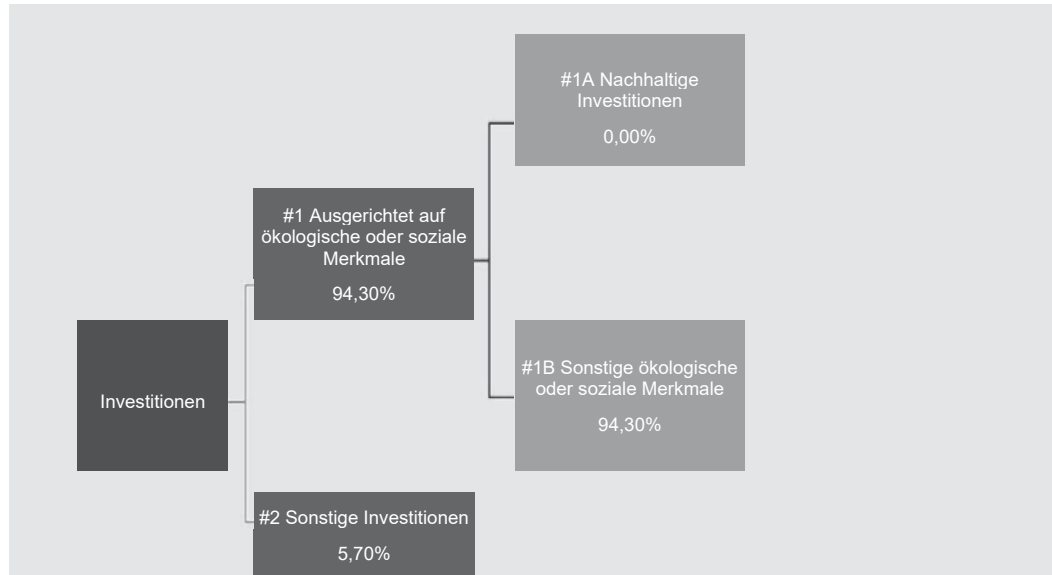 #1A Nachhaltige
Investitionen
0,00%
#1 Ausgerichtet auf
ökologische oder soziale
Merkmale
94,30%
Investitionen
#1B Sonstige ökologische
oder soziale Merkmale
94,30%
#2 Sonstige Investitionen
5,70%